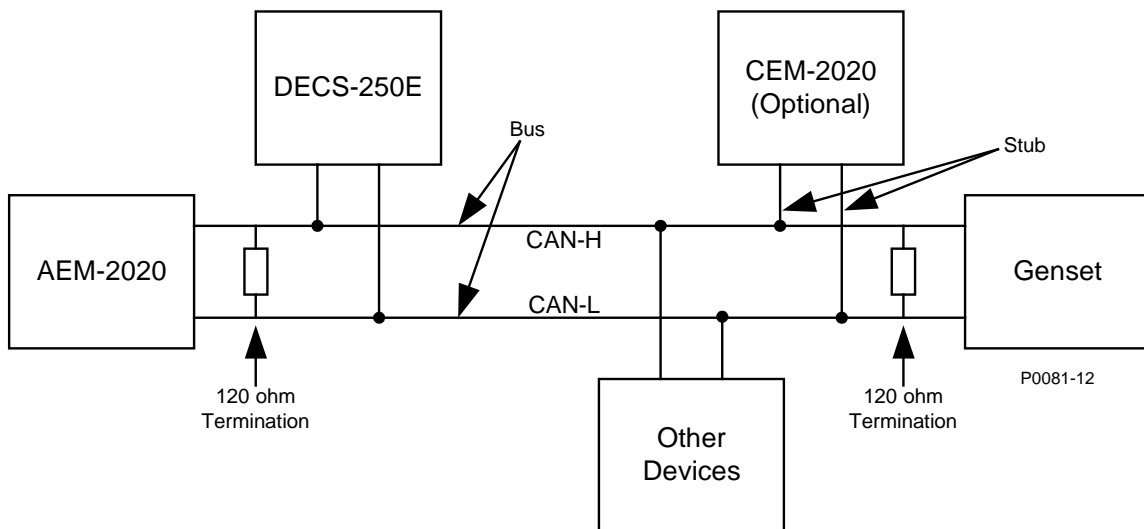 DECS-250E
CEM-2020
(Optional)
Bus
Stub
AEM-2020
CAN-H
Genset
CAN-L
P0081-12
120 ohm
Termination
120 ohm
Termination
Other
Devices